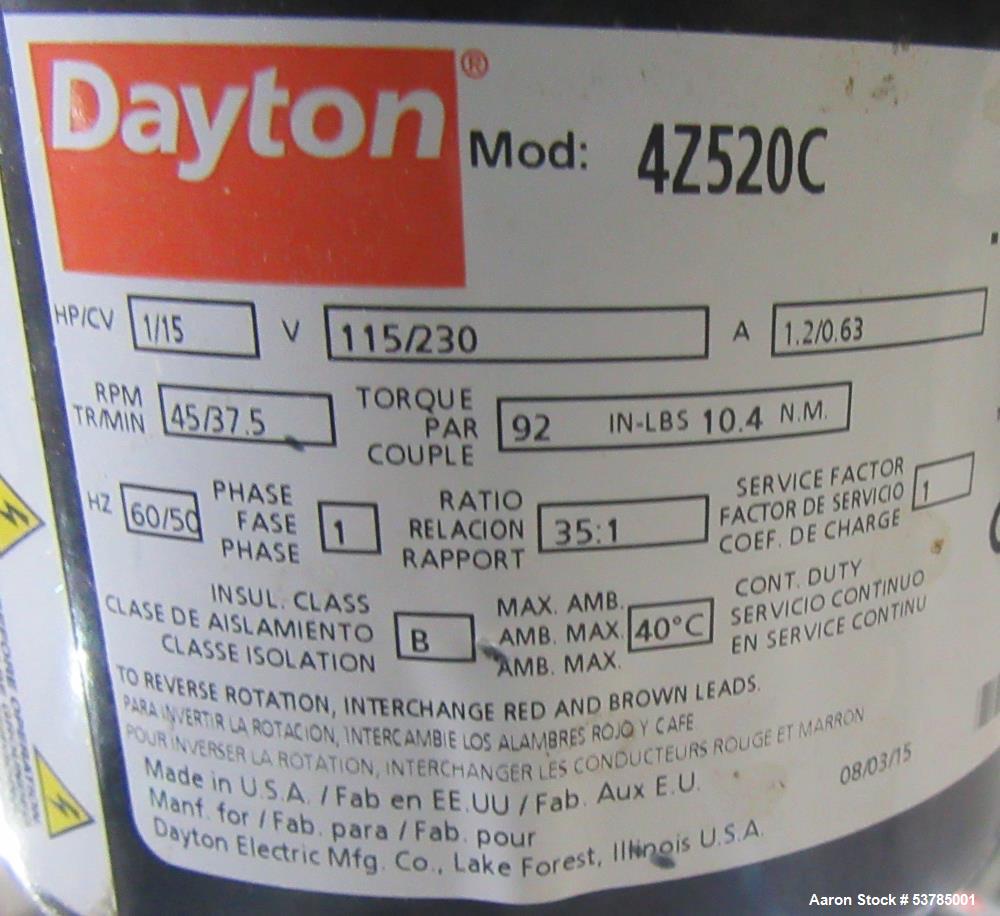 Dayton®
Mod: 4Z520C
HP/CV 1/15 V 115/230 A 1.2/0.63
RPM
TR/MIN
45/37.5
TORQUE
PAR
COUPLE
92 IN-LBS 10.4 N.M.
HZ 60/50
PHASE
FASE
PHASE
1
RATIO
RELACION
RAPPORT
35:1
SERVICE FACTOR
FACTOR DE SERVICIO
COEF. DE CHARGE
1
INSUL. CLASS
CLASE DE AISLAMIENTO
CLASSE ISOLATION
B
MAX. AMB.
AMB. MAX.
AMB. MAX.
40°C
CONT. DUTY
SERVICIO CONTINUO
EN SERVICE CONTINU
TO REVERSE ROTATION, INTERCHANGE RED AND BROWN LEADS.
PARA INVERTIR LA ROTACION, INTERCAMBIE LOS ALAMBRES ROJO Y CAFE
POUR INVERSER LA ROTATION, INTERCHANGER LES CONDUCTEURS ROUGE ET MARRON
Made in U.S.A. / Fab en EE.UU / Fab. Aux E.U.
08/03/15
Manf. for / Fab. para / Fab. pour
Dayton Electric Mfg. Co., Lake Forest, Illinois U.S.A.
Aaron Stock # 53785001